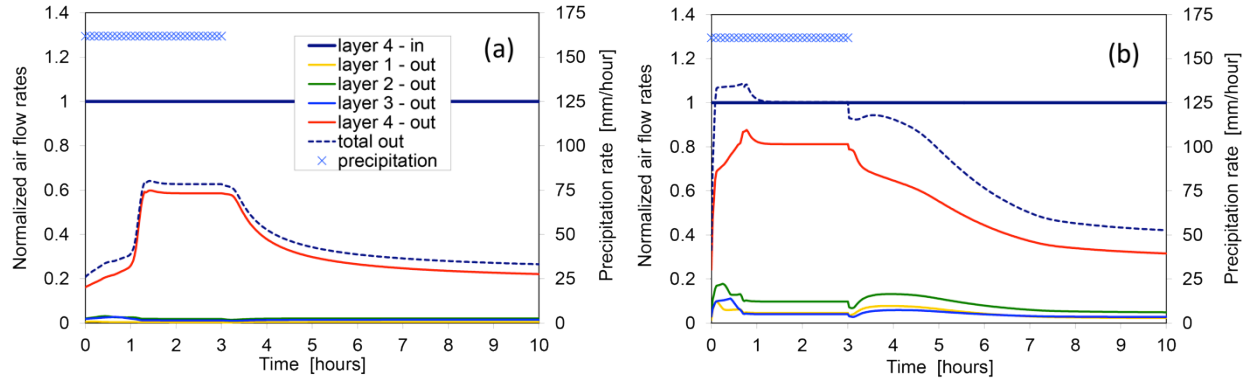 1.4
1.2
1
0.8
0.6
0.4
0.2
0
Normalized air flow rates
175
150
125
100
75
50
25
0
Precipitation rate [mm/hour]
0 1 2 3 4 5 6 7 8 9 10
Time [hours]
(a)
layer 4 - in
layer 1 - out
layer 2 - out
layer 3 - out
layer 4 - out
total out
precipitation
1.4
1.2
1
0.8
0.6
0.4
0.2
0
Normalized air flow rates
175
150
125
100
75
50
25
0
Precipitation rate [mm/hour]
0 1 2 3 4 5 6 7 8 9 10
Time [hours]
(b)